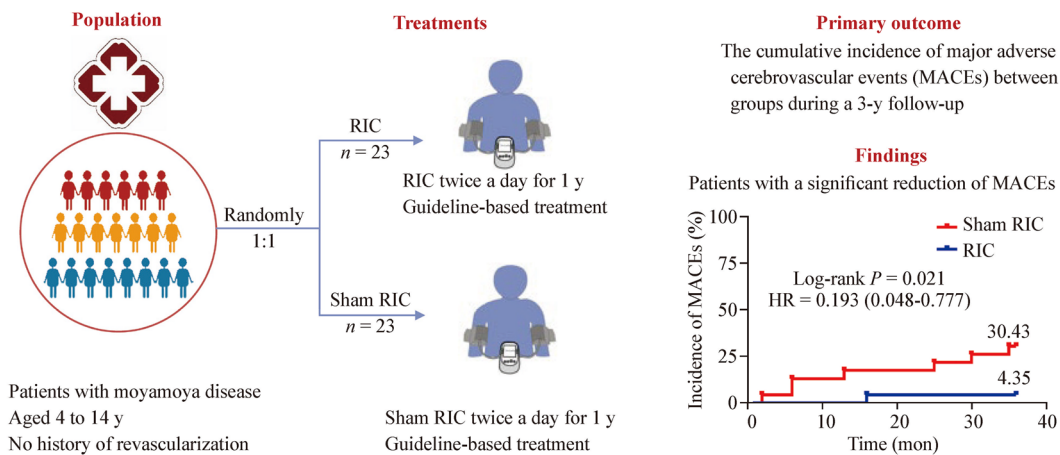 Population
Patients with moyamoya disease
Aged 4 to 14 y
No history of revascularization
Randomly
1:1
Treatments
RIC
n = 23
RIC twice a day for 1 y
Guideline-based treatment
Sham RIC
n = 23
Sham RIC twice a day for 1 y
Guideline-based treatment
Primary outcome
The cumulative incidence of major adverse
cerebrovascular events (MACEs) between
groups during a 3-y follow-up
Findings
Patients with a significant reduction of MACEs
Incidence of MACEs (%)
100
75
50
25
0
Sham RIC
RIC
Log-rank P = 0.021
HR = 0.193 (0.048-0.777)
30.43
4.35
0
10
20
30
40
Time (mon)